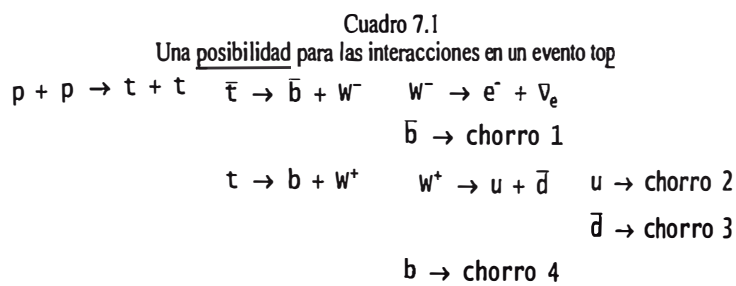 Cuadro 7.1
Una posibilidad para las interacciones en un evento top
p + p → t + t t̄ → b̄ + W⁻ W⁻ → e⁻ + ν̄ₑ
b̄ → chorro 1
t → b + W⁺ W⁺ → u + d̄ u → chorro 2
d̄ → chorro 3
b → chorro 4